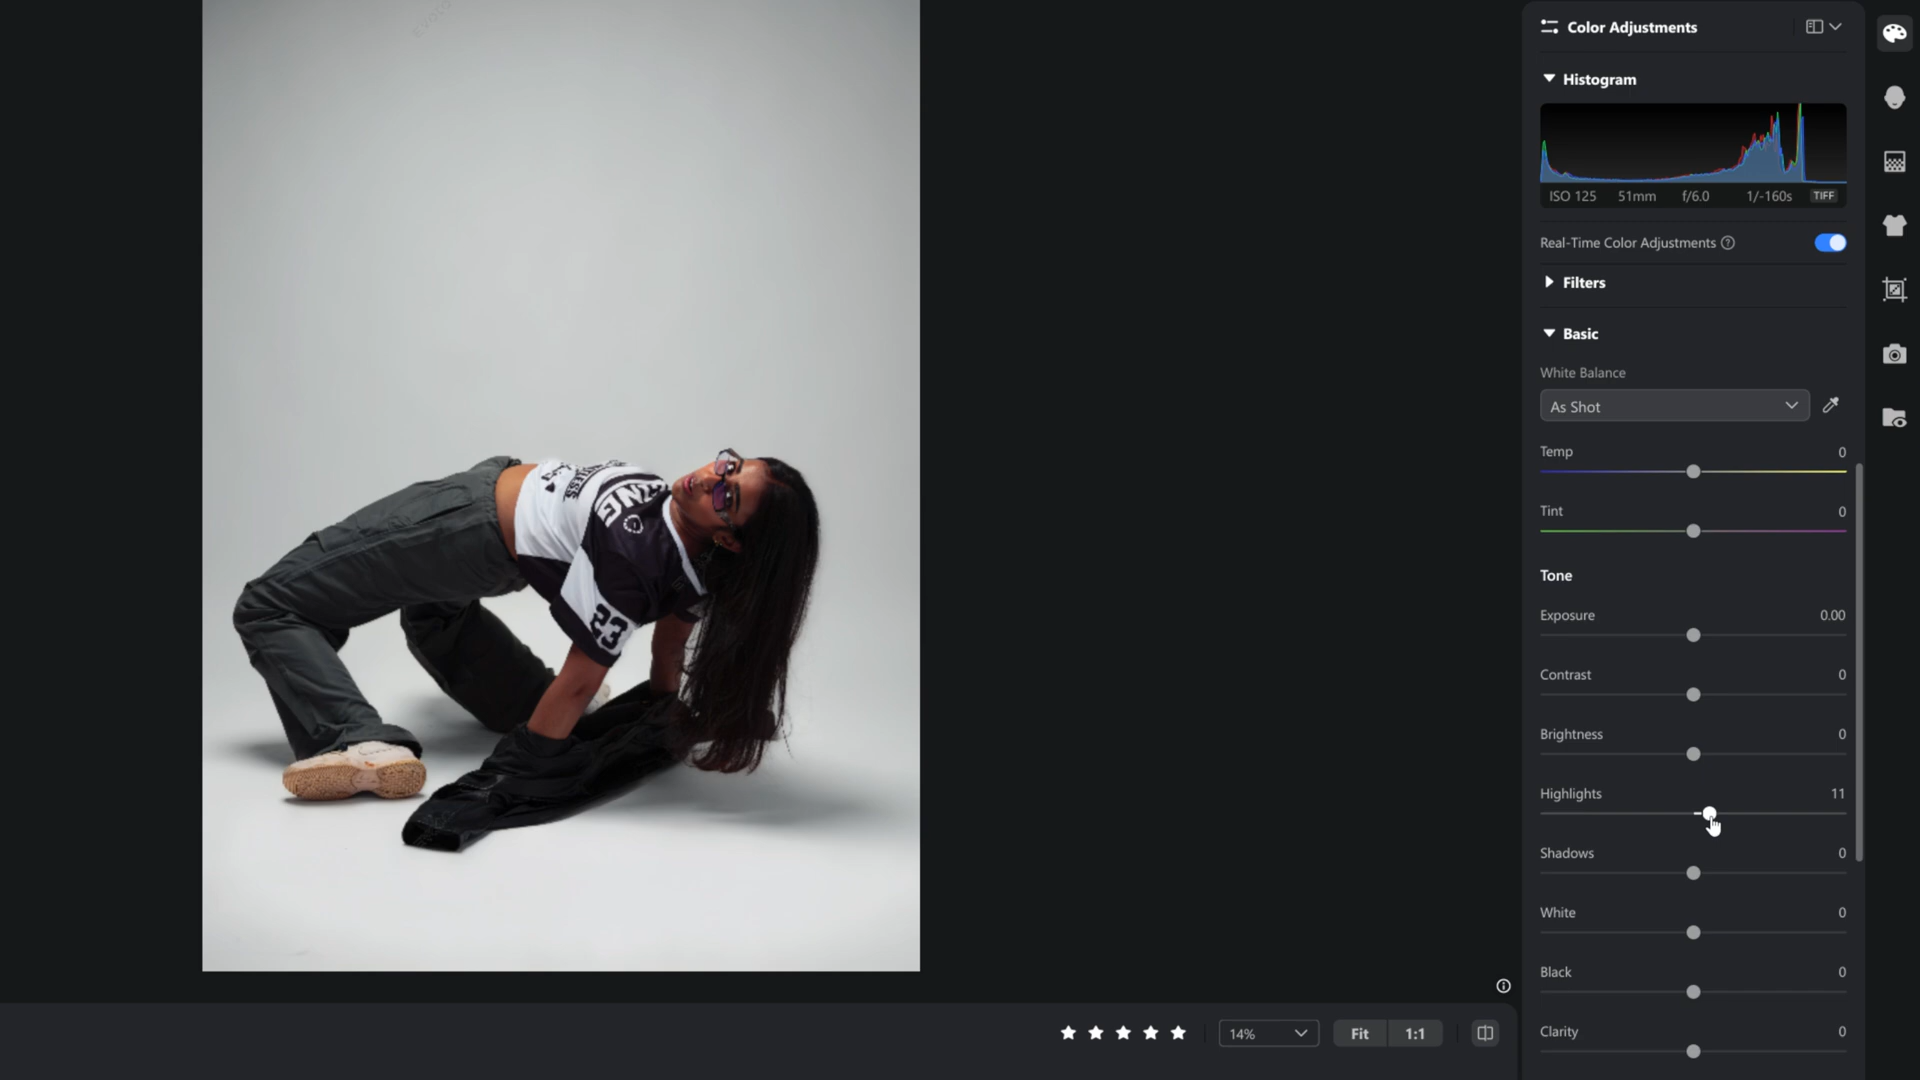 Color Adjustments
Histogram
ISO 125 51mm f/6.0 1/-160s TIFF
Real-Time Color Adjustments
Filters
Basic
White Balance
As Shot
Temp 0
Tint 0
Tone
Exposure 0.00
Contrast 0
Brightness 0
Highlights 11
Shadows 0
White 0
Black 0
Clarity 0
23
14% Fit 1:1